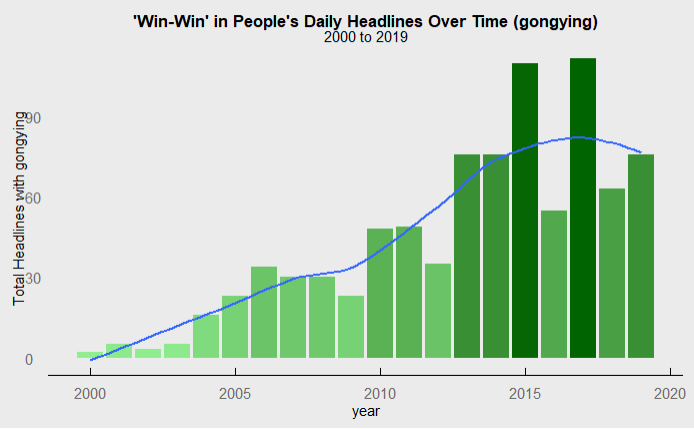 'Win-Win' in People's Daily Headlines Over Time (gongying)
2000 to 2019
Total Headlines with gongying
90
60
30
0
2000 2005 2010 2015 2020
year